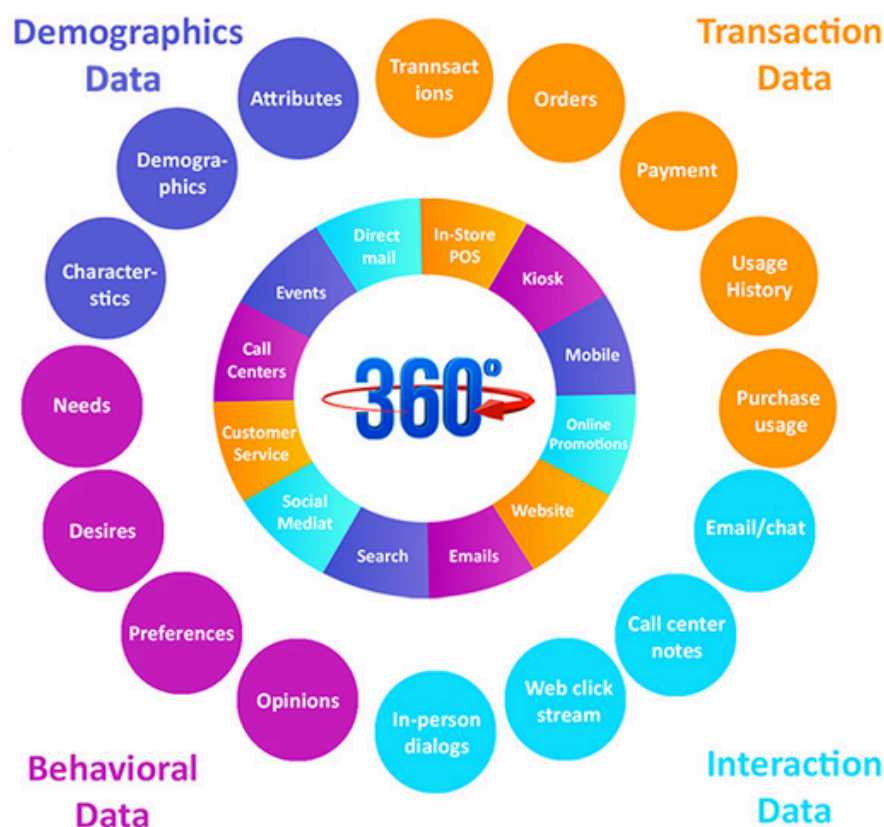 Demographics
Data
Transaction
Data
Attributes
Trannsact
ions
Orders
Demogra-
phics
Payment
Character-
stics
Usage
History
Needs
Purchase
usage
Desires
Email/chat
Preferences
Call center
notes
Opinions
In-person
dialogs
Web click
stream
Direct
mail
In-Store
POS
Kiosk
Mobile
Online
Promotions
Website
Emails
Search
Social
Mediat
Customer
Service
Call
Centers
Events
360°
Behavioral
Data
Interaction
Data